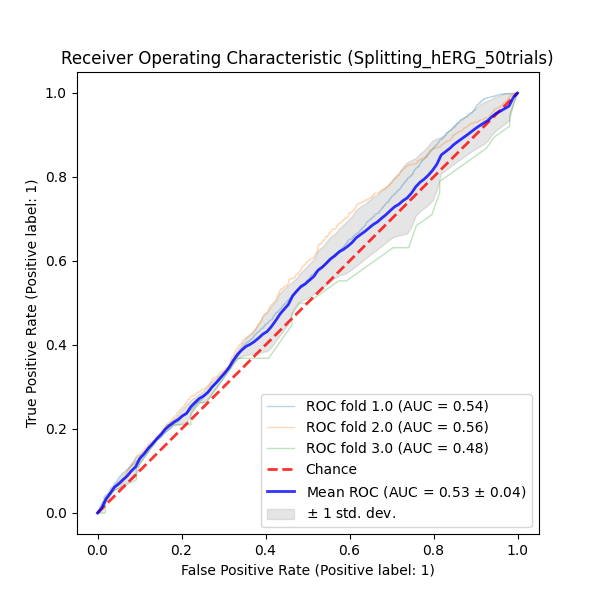 Receiver Operating Characteristic (Splitting_hERG_50trials)
True Positive Rate (Positive label: 1)
1.0
0.8
0.6
0.4
0.2
0.0
ROC fold 1.0 (AUC = 0.54)
ROC fold 2.0 (AUC = 0.56)
ROC fold 3.0 (AUC = 0.48)
Chance
Mean ROC (AUC = 0.53 ± 0.04)
± 1 std. dev.
0.0 0.2 0.4 0.6 0.8 1.0
False Positive Rate (Positive label: 1)